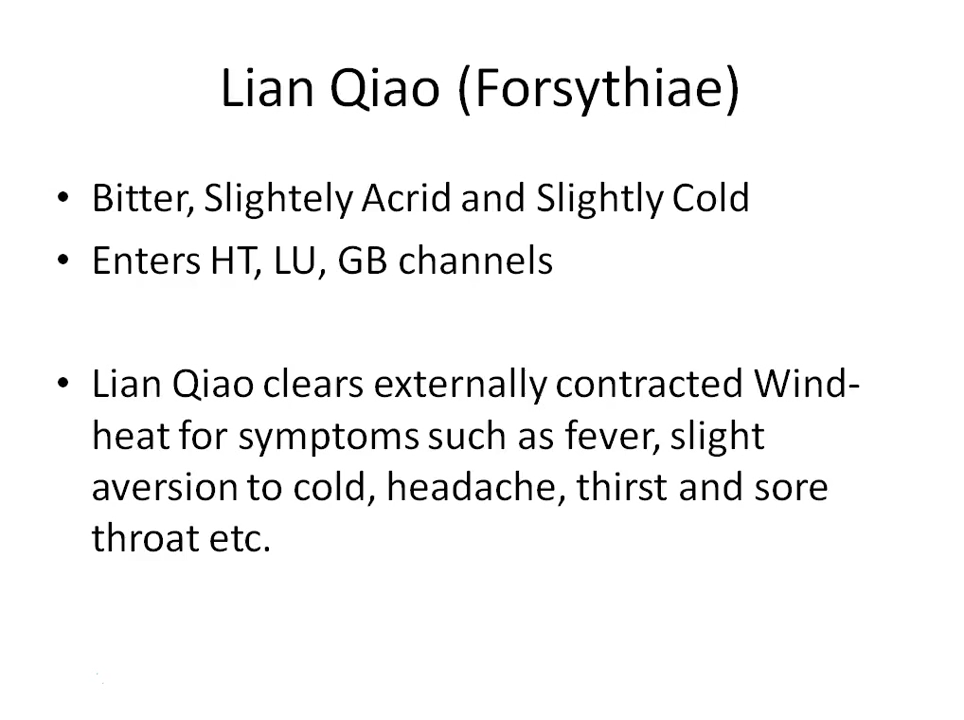 Lian Qiao (Forsythiae)
• Bitter, Slightely Acrid and Slightly Cold
• Enters HT, LU, GB channels
• Lian Qiao clears externally contracted Wind-
heat for symptoms such as fever, slight
aversion to cold, headache, thirst and sore
throat etc.